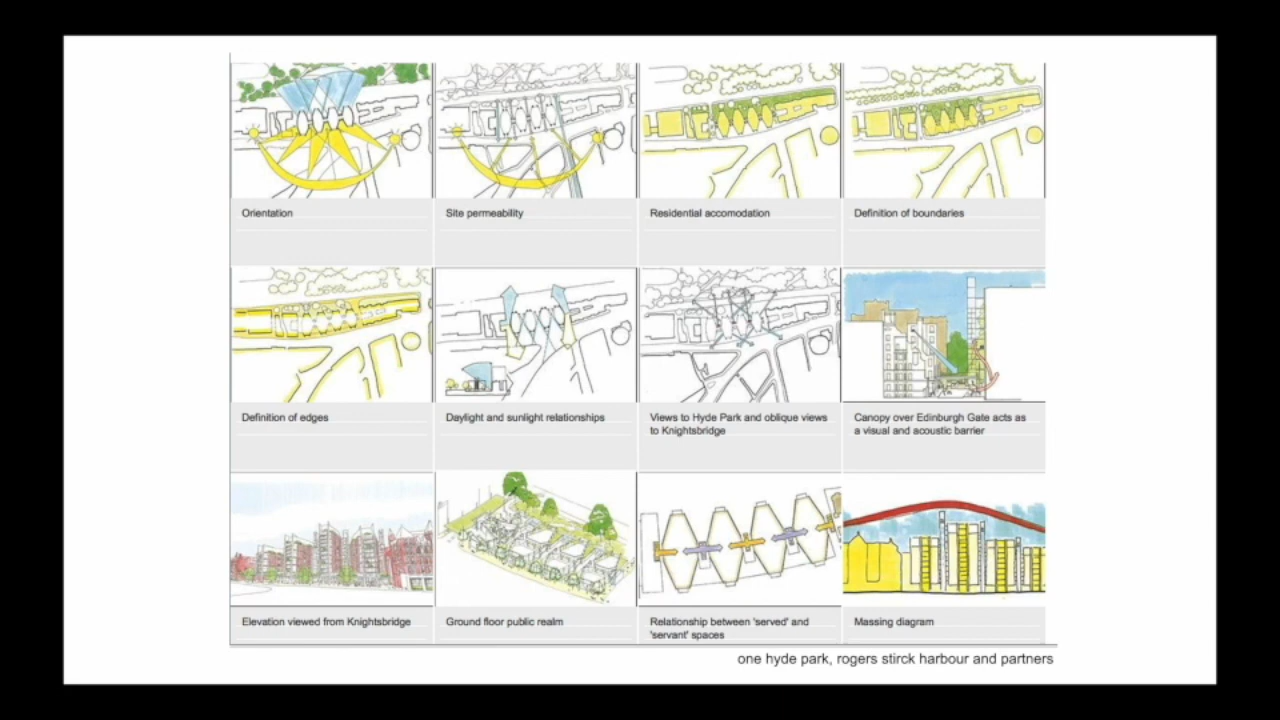 Orientation
Site permeability
Residential accomodation
Definition of boundaries
Definition of edges
Daylight and sunlight relationships
Views to Hyde Park and oblique views
to Knightsbridge
Canopy over Edinburgh Gate acts as
a visual and acoustic barrier
Elevation viewed from Knightsbridge
Ground floor public realm
Relationship between 'served' and
'servant' spaces
Massing diagram
one hyde park, rogers stirck harbour and partners